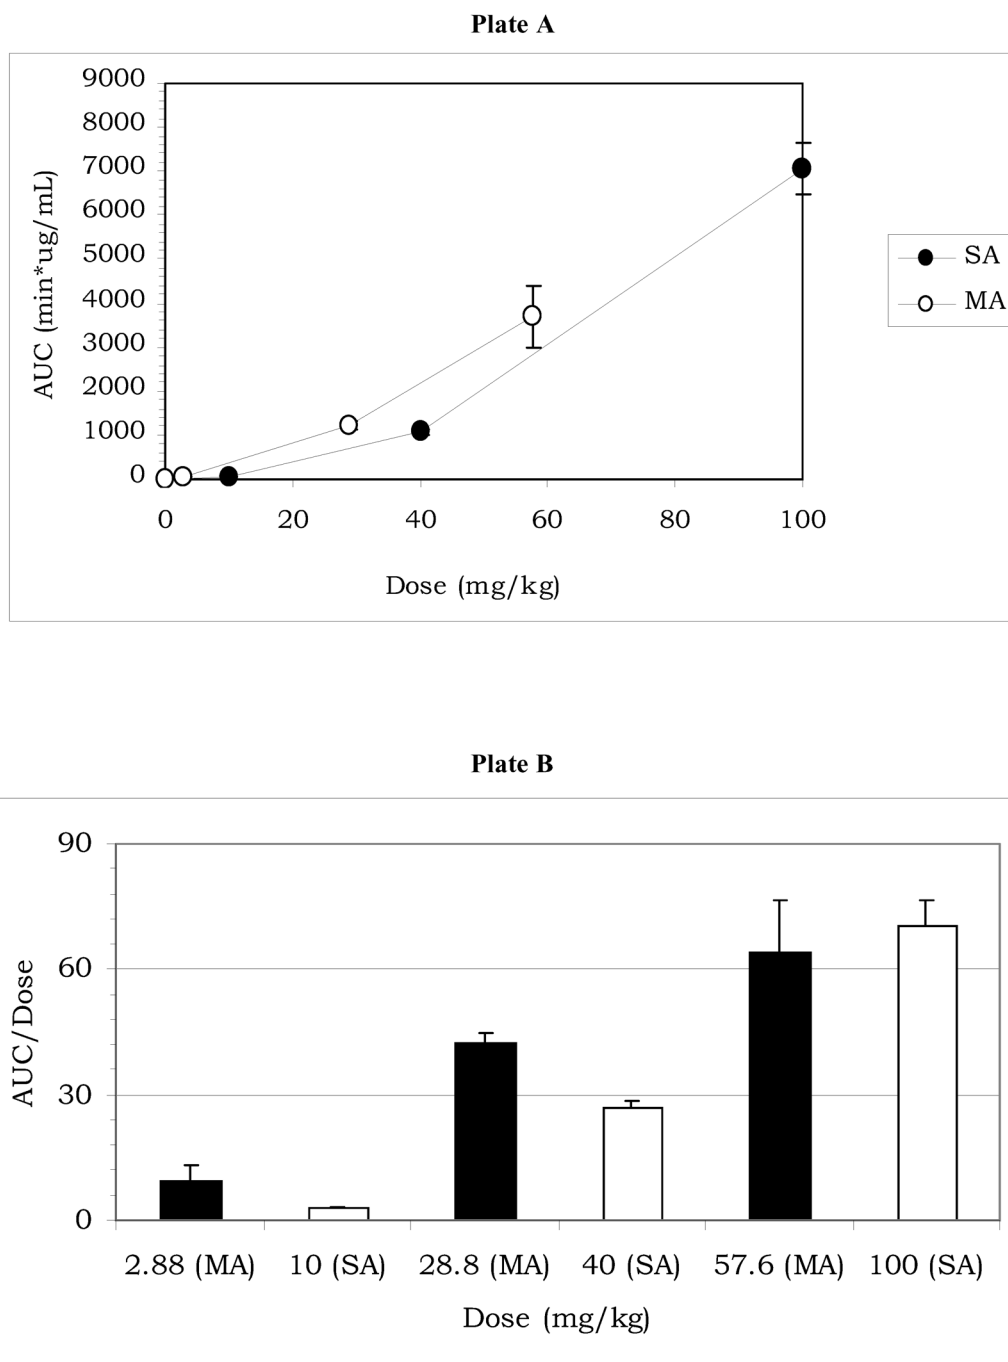 Plate A
9000
8000
7000
6000
5000
4000
3000
2000
1000
0
AUC (min*ug/mL)
0 20 40 60 80 100
Dose (mg/kg)
SA
MA
Plate B
90
60
30
0
AUC/Dose
2.88 (MA) 10 (SA) 28.8 (MA) 40 (SA) 57.6 (MA) 100 (SA)
Dose (mg/kg)